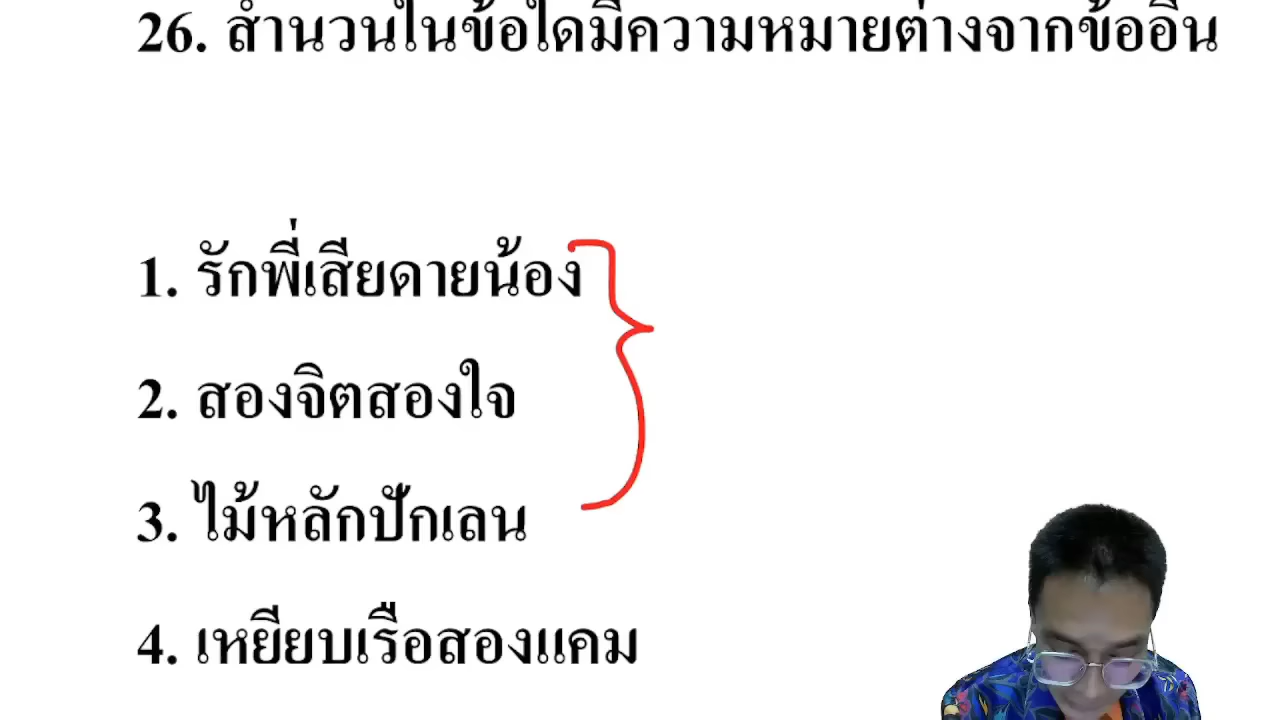 26. สำนวนในข้อใดมีความหมายต่างจากข้ออื่น
1. รักพี่เสียดายน้อง
2. สองจิตสองใจ
3. ไม้หลักปักเลน
4. เหยียบเรือสองแคม